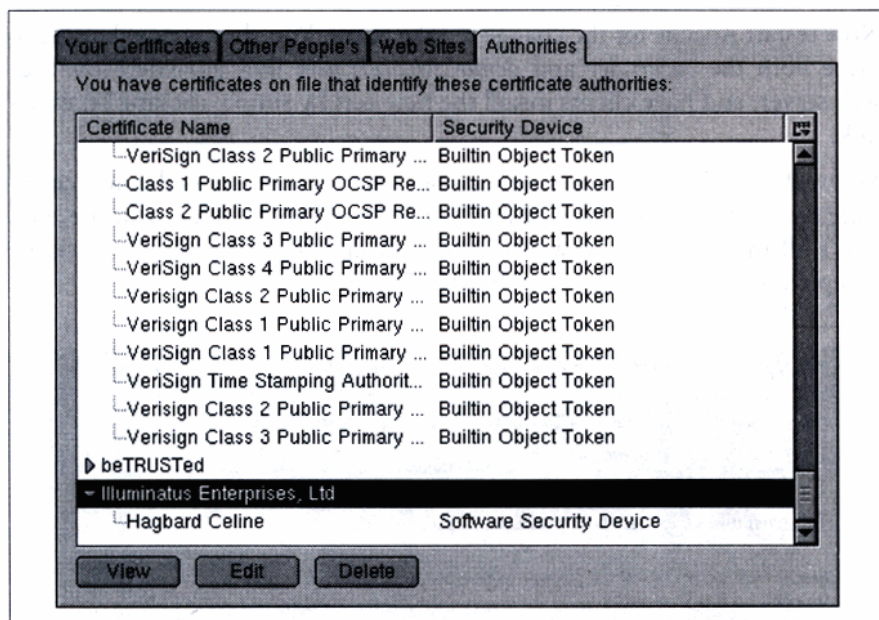 Your Certificates Other People's Web Sites Authorities
You have certificates on file that identify these certificate authorities:
Certificate Name Security Device
VeriSign Class 2 Public Primary ... Builtin Object Token
Class 1 Public Primary OCSP Re... Builtin Object Token
Class 2 Public Primary OCSP Re... Builtin Object Token
VeriSign Class 3 Public Primary ... Builtin Object Token
VeriSign Class 4 Public Primary ... Builtin Object Token
Verisign Class 2 Public Primary ... Builtin Object Token
Verisign Class 1 Public Primary ... Builtin Object Token
VeriSign Class 1 Public Primary ... Builtin Object Token
VeriSign Time Stamping Authorit... Builtin Object Token
Verisign Class 2 Public Primary ... Builtin Object Token
Verisign Class 3 Public Primary ... Builtin Object Token
beTRUSTed
Illuminatus Enterprises, Ltd
Hagbard Celine Software Security Device
View Edit Delete